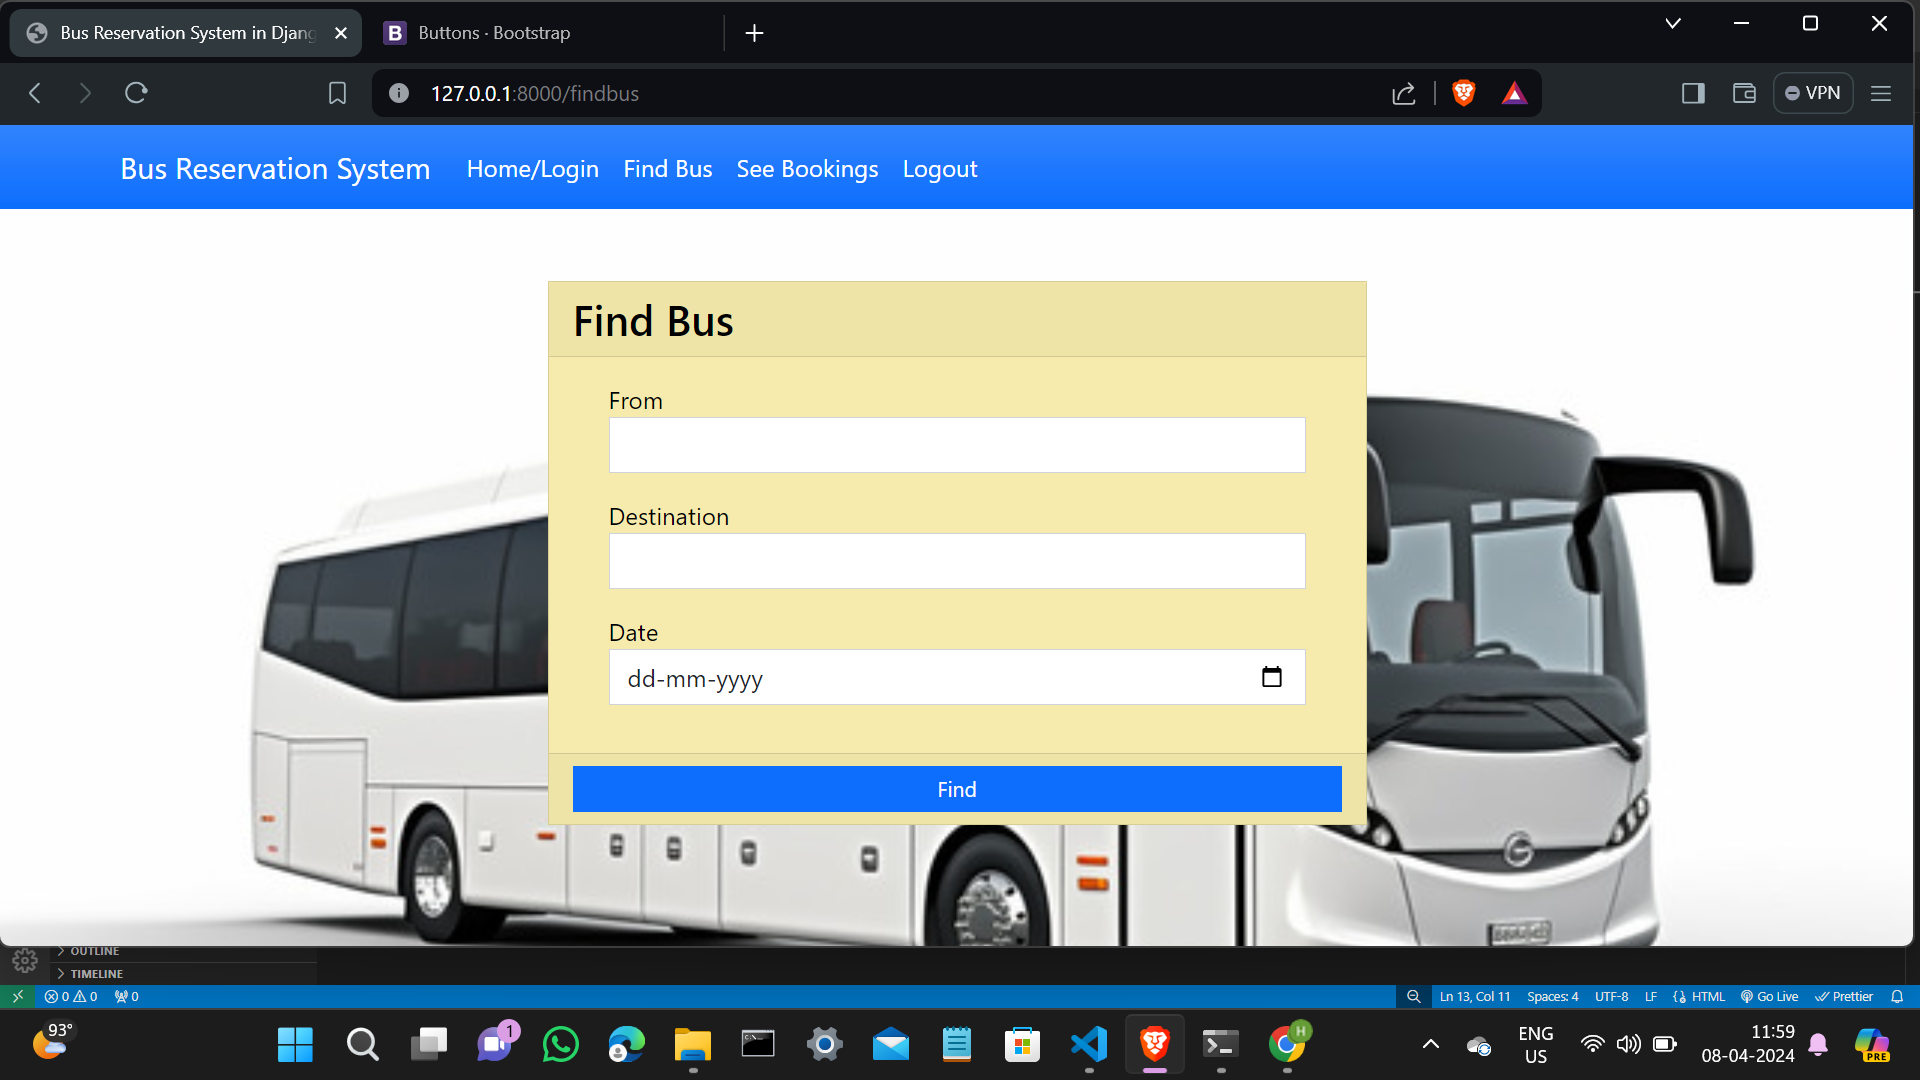 Bus Reservation System in Djang
Buttons · Bootstrap
127.0.0.1:8000/findbus
VPN
Bus Reservation System
Home/Login
Find Bus
See Bookings
Logout
Find Bus
From
Destination
Date
dd-mm-yyyy
Find
OUTLINE
TIMELINE
0 0 0
Ln 13, Col 11
Spaces: 4
UTF-8
LF
HTML
Go Live
Prettier
93°
1
H
ENG
US
11:59
08-04-2024
PRE